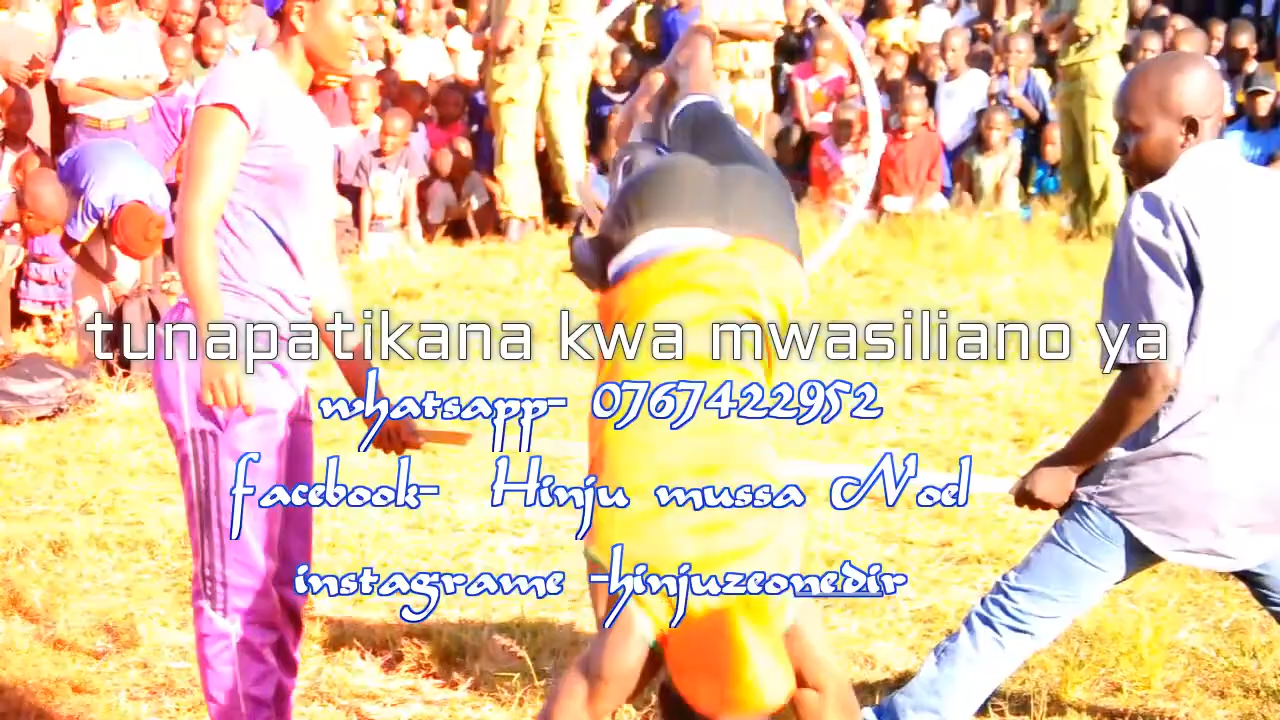 tunapatikana kwa mwasiliano ya
whatsapp- 0767422952
facebook- Hinju mussa Noel
instagrame -hinjuzeonedir